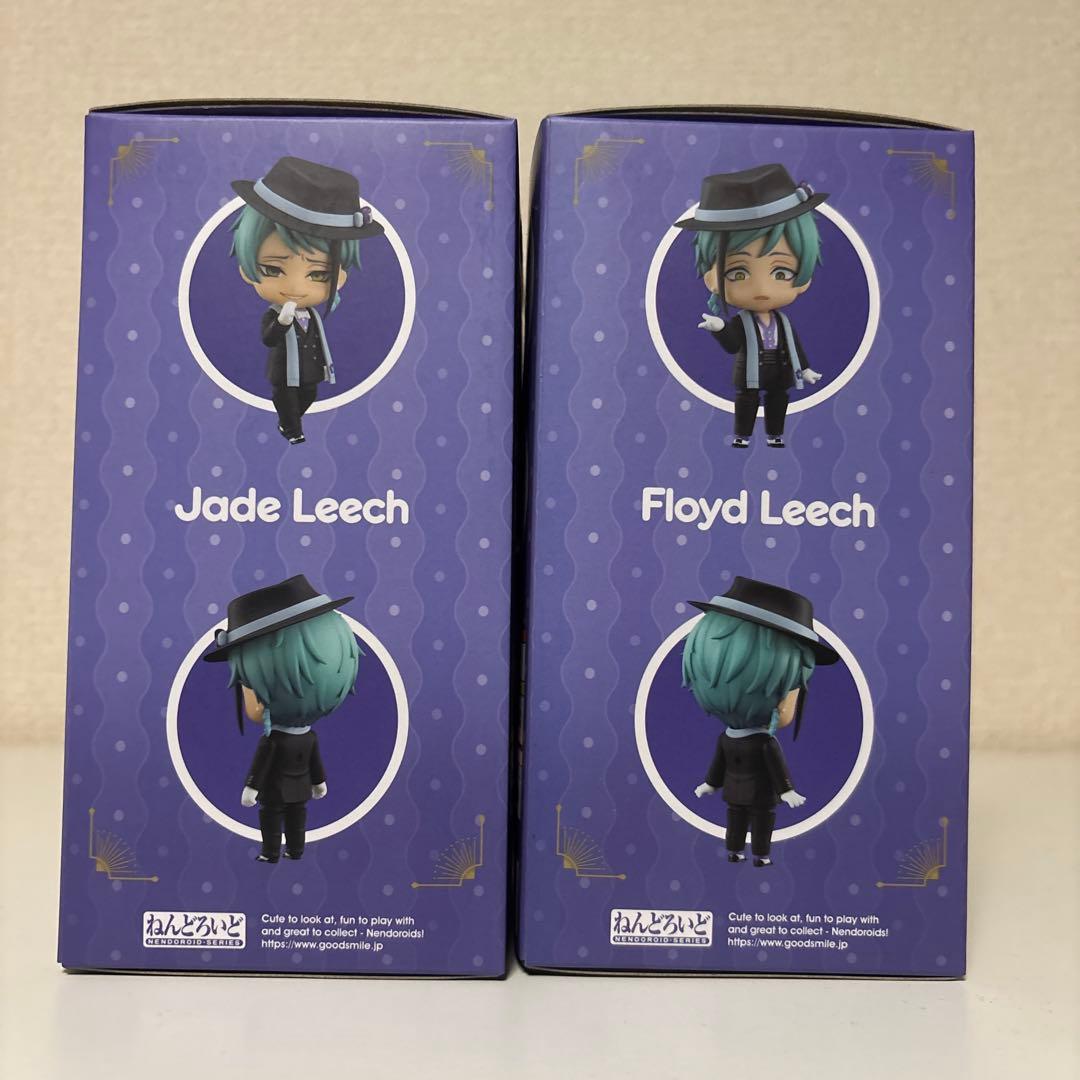 Jade Leech
ねんどろいど
NENDOROID·SERIES
Cute to look at, fun to play with
and great to collect - Nendoroids!
https://www.goodsmile.jp
Floyd Leech
ねんどろいど
NENDOROID·SERIES
Cute to look at, fun to play with
and great to collect - Nendoroids!
https://www.goodsmile.jp